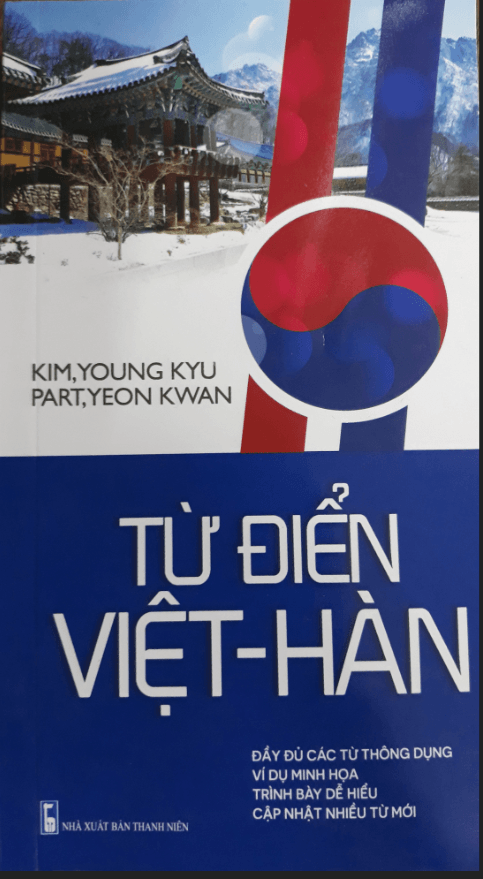 KIM,YOUNG KYU
PART,YEON KWAN
TỪ ĐIỂN
VIỆT-HÀN
ĐẦY ĐỦ CÁC TỪ THÔNG DỤNG
VÍ DỤ MINH HỌA
TRÌNH BÀY DỄ HIỂU
CẬP NHẬT NHIỀU TỪ MỚI
NHÀ XUẤT BẢN THANH NIÊN